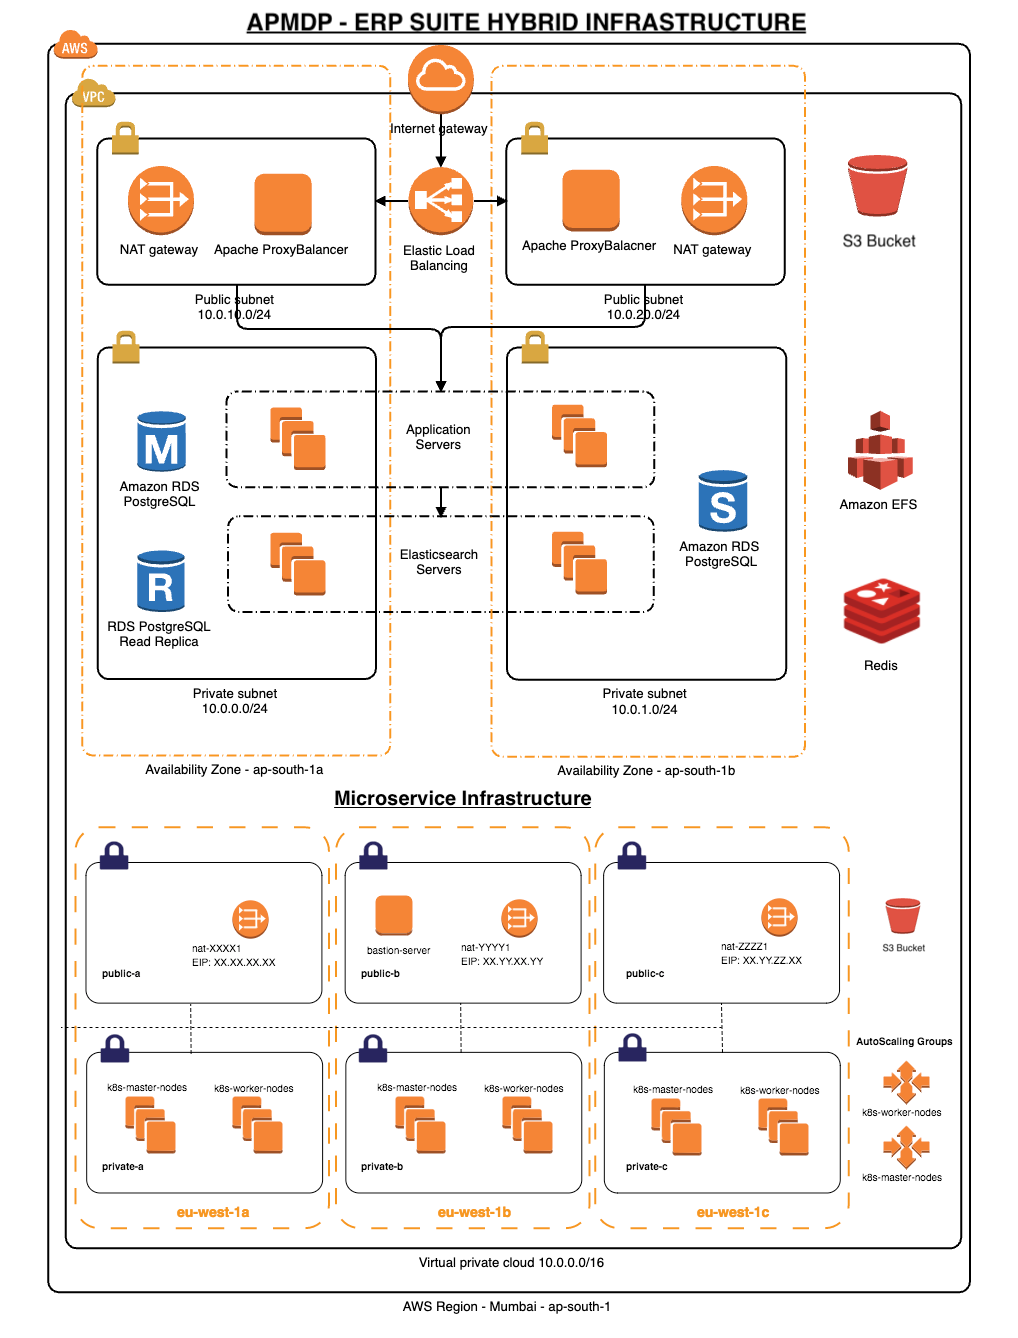 APMDP - ERP SUITE HYBRID INFRASTRUCTURE
AWS
VPC
Internet gateway
NAT gateway
Apache ProxyBalancer
Elastic Load
Balancing
Apache ProxyBalacner
NAT gateway
S3 Bucket
Public subnet
10.0.10.0/24
Public subnet
10.0.20.0/24
M
Amazon RDS
PostgreSQL
Application
Servers
S
Amazon RDS
PostgreSQL
Amazon EFS
R
RDS PostgreSQL
Read Replica
Elasticsearch
Servers
Redis
Private subnet
10.0.0.0/24
Private subnet
10.0.1.0/24
Availability Zone - ap-south-1a
Availability Zone - ap-south-1b
Microservice Infrastructure
nat-XXXX1
EIP: XX.XX.XX.XX
public-a
bastion-server
nat-YYYY1
EIP: XX.YY.XX.YY
public-b
nat-ZZZZ1
EIP: XX.YY.ZZ.XX
public-c
S3 Bucket
k8s-master-nodes
k8s-worker-nodes
private-a
k8s-master-nodes
k8s-worker-nodes
private-b
k8s-master-nodes
k8s-worker-nodes
private-c
AutoScaling Groups
k8s-worker-nodes
k8s-master-nodes
eu-west-1a
eu-west-1b
eu-west-1c
Virtual private cloud 10.0.0.0/16
AWS Region - Mumbai - ap-south-1